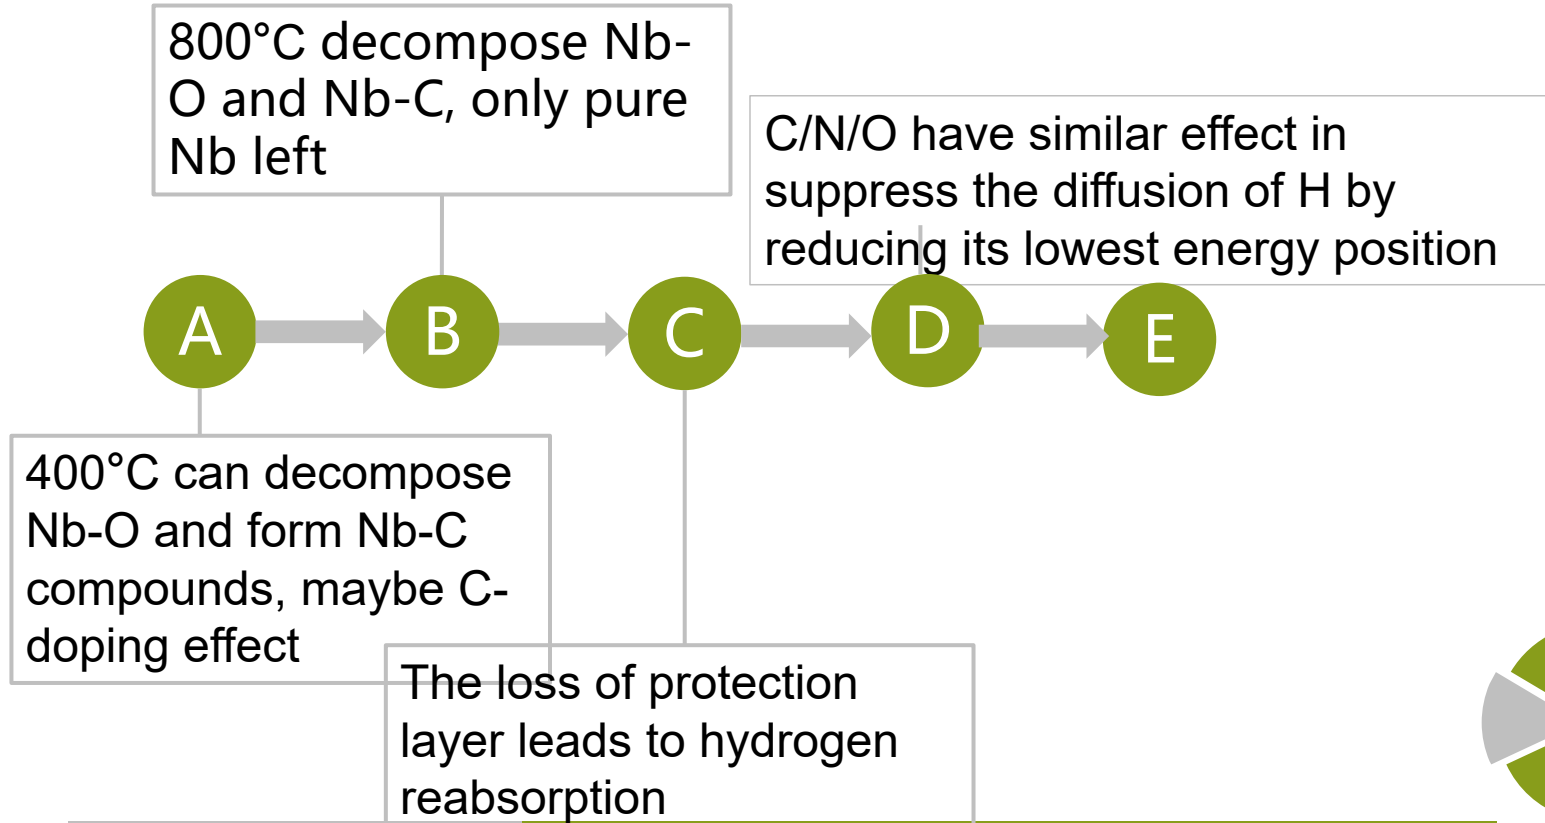 800°C decompose Nb-
O and Nb-C, only pure
Nb left
C/N/O have similar effect in
suppress the diffusion of H by
reducing its lowest energy position
A
B
C
D
E
400°C can decompose
Nb-O and form Nb-C
compounds, maybe C-
doping effect
The loss of protection
layer leads to hydrogen
reabsorption